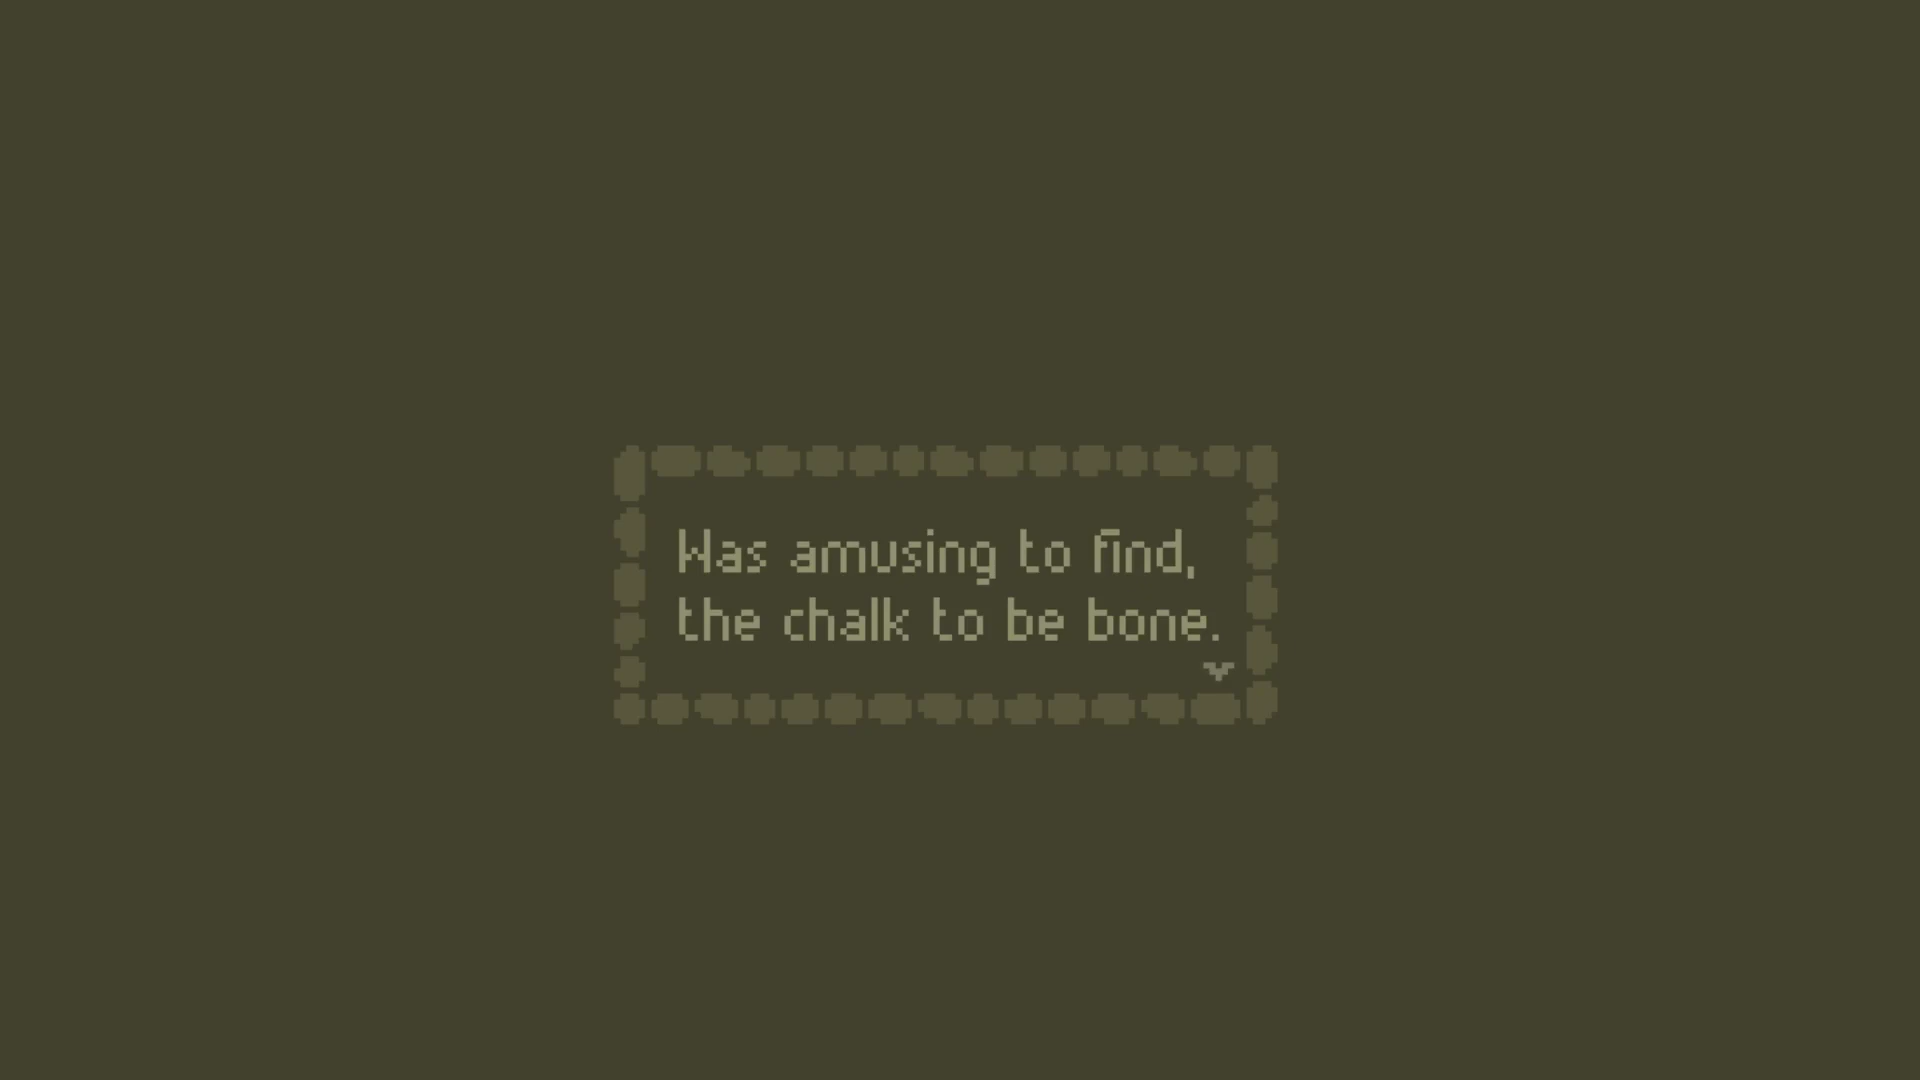 Was amusing to find,
the chalk to be bone.